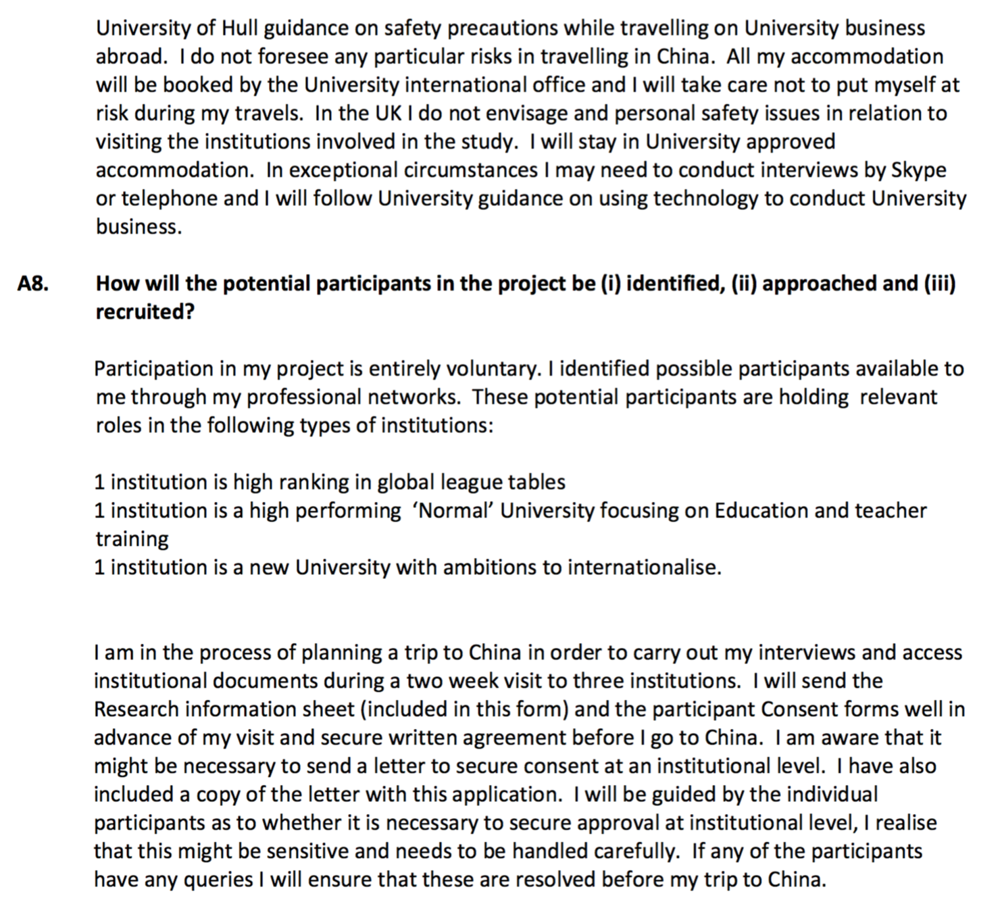 University of Hull guidance on safety precautions while travelling on University business
abroad.  I do not foresee any particular risks in travelling in China.  All my accommodation
will be booked by the University international office and I will take care not to put myself at
risk during my travels.  In the UK I do not envisage and personal safety issues in relation to
visiting the institutions involved in the study.  I will stay in University approved
accommodation.  In exceptional circumstances I may need to conduct interviews by Skype
or telephone and I will follow University guidance on using technology to conduct University
business.
A8. How will the potential participants in the project be (i) identified, (ii) approached and (iii)
recruited?
Participation in my project is entirely voluntary. I identified possible participants available to
me through my professional networks.  These potential participants are holding  relevant
roles in the following types of institutions:
1 institution is high ranking in global league tables
1 institution is a high performing  ‘Normal’ University focusing on Education and teacher
training
1 institution is a new University with ambitions to internationalise.
I am in the process of planning a trip to China in order to carry out my interviews and access
institutional documents during a two week visit to three institutions.  I will send the
Research information sheet (included in this form) and the participant Consent forms well in
advance of my visit and secure written agreement before I go to China.  I am aware that it
might be necessary to send a letter to secure consent at an institutional level.  I have also
included a copy of the letter with this application.  I will be guided by the individual
participants as to whether it is necessary to secure approval at institutional level, I realise
that this might be sensitive and needs to be handled carefully.  If any of the participants
have any queries I will ensure that these are resolved before my trip to China.